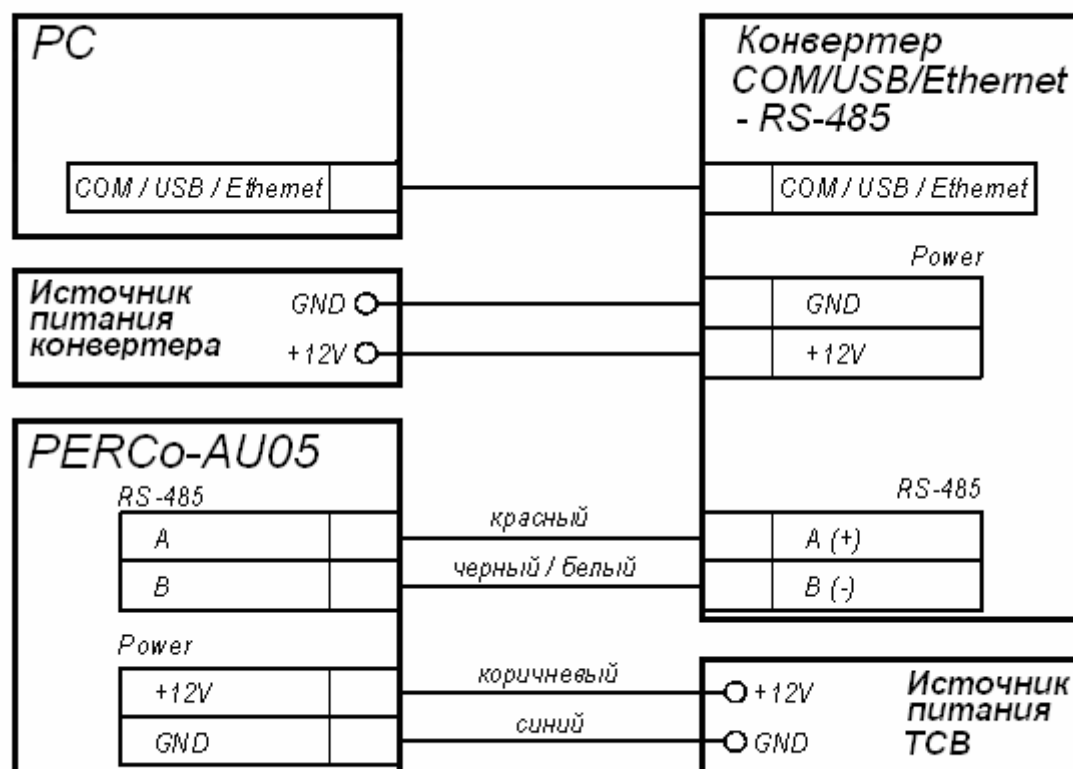 PC
COM / USB / Ethernet
Конвертер
COM/USB/Ethernet
- RS-485
COM / USB / Ethernet
Источник
питания
конвертера
GND
+12V
Power
GND
+12V
PERCo-AU05
RS-485
A
B
Power
+12V
GND
красный
черный / белый
коричневый
синий
RS-485
A (+)
B (-)
+12V
GND
Источник
питания
ТСВ